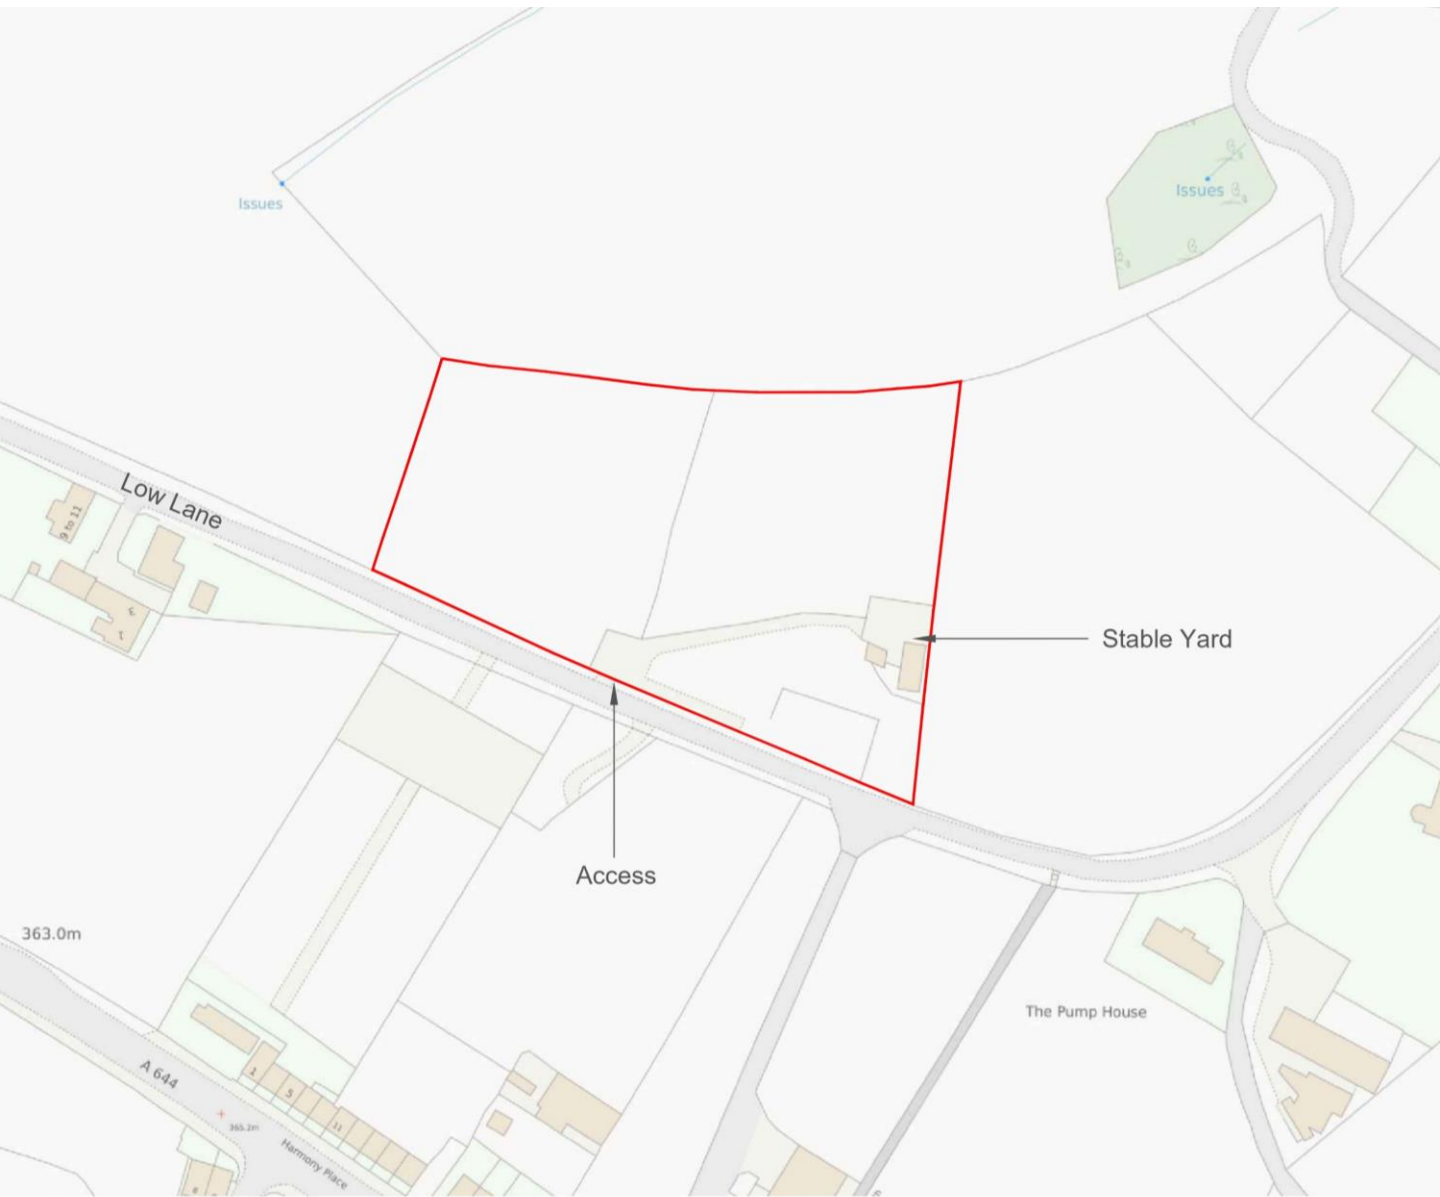 Issues
Issues
Low Lane
9 to 11
Stable Yard
Access
363.0m
The Pump House
A 644
1
5
11
365.2m
Harmony Place